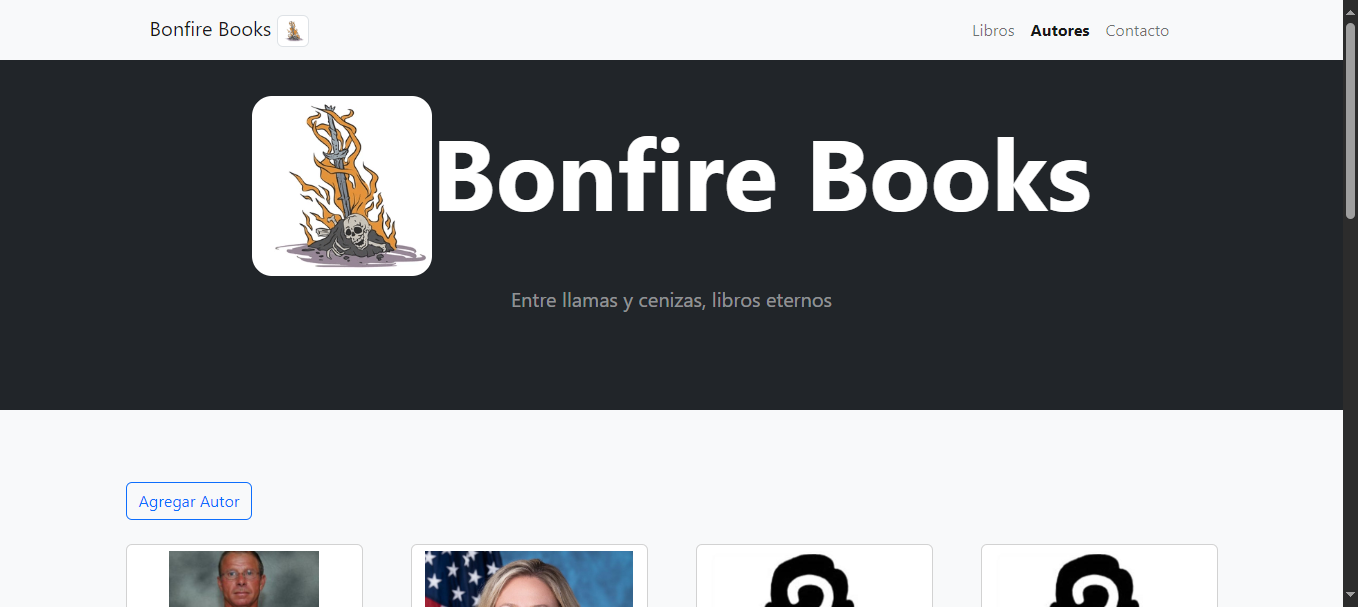 Bonfire Books
Libros Autores Contacto
Bonfire Books
Entre llamas y cenizas, libros eternos
Agregar Autor